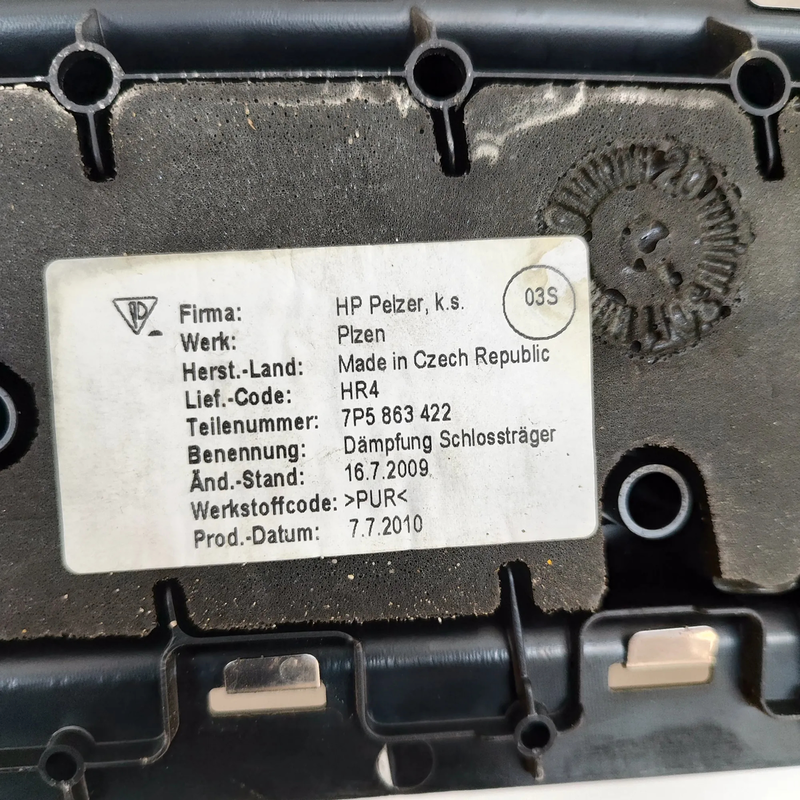 20
03S
Firma: HP Pelzer, k.s.
Werk: Plzen
Herst.-Land: Made in Czech Republic
Lief.-Code: HR4
Teilenummer: 7P5 863 422
Benennung: Dämpfung Schlossträger
Änd.-Stand: 16.7.2009
Werkstoffcode: >PUR<
Prod.-Datum: 7.7.2010